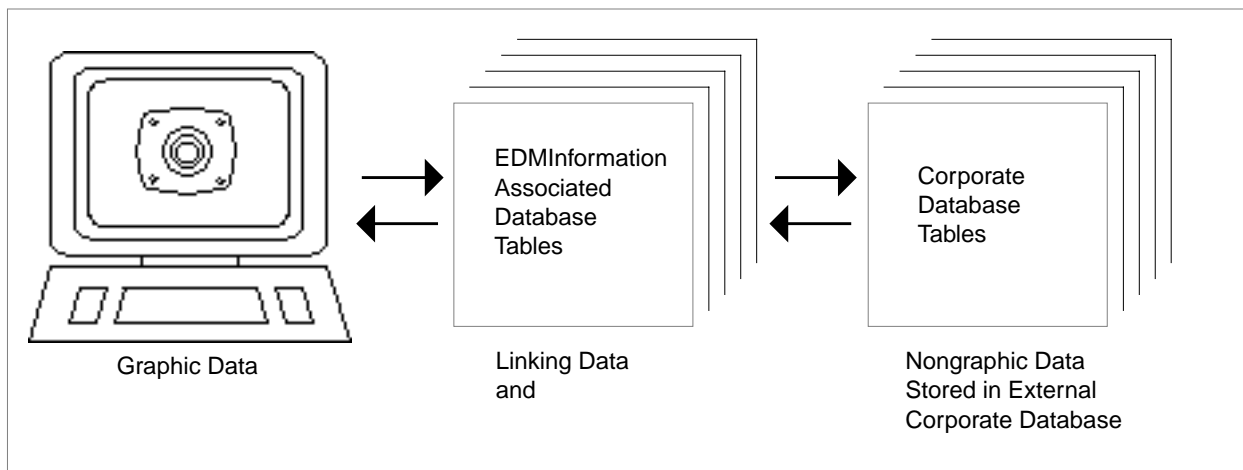 EDMInformation
Associated
Database
Tables
Corporate
Database
Tables
Graphic Data
Linking Data
and
Nongraphic Data
Stored in External
Corporate Database